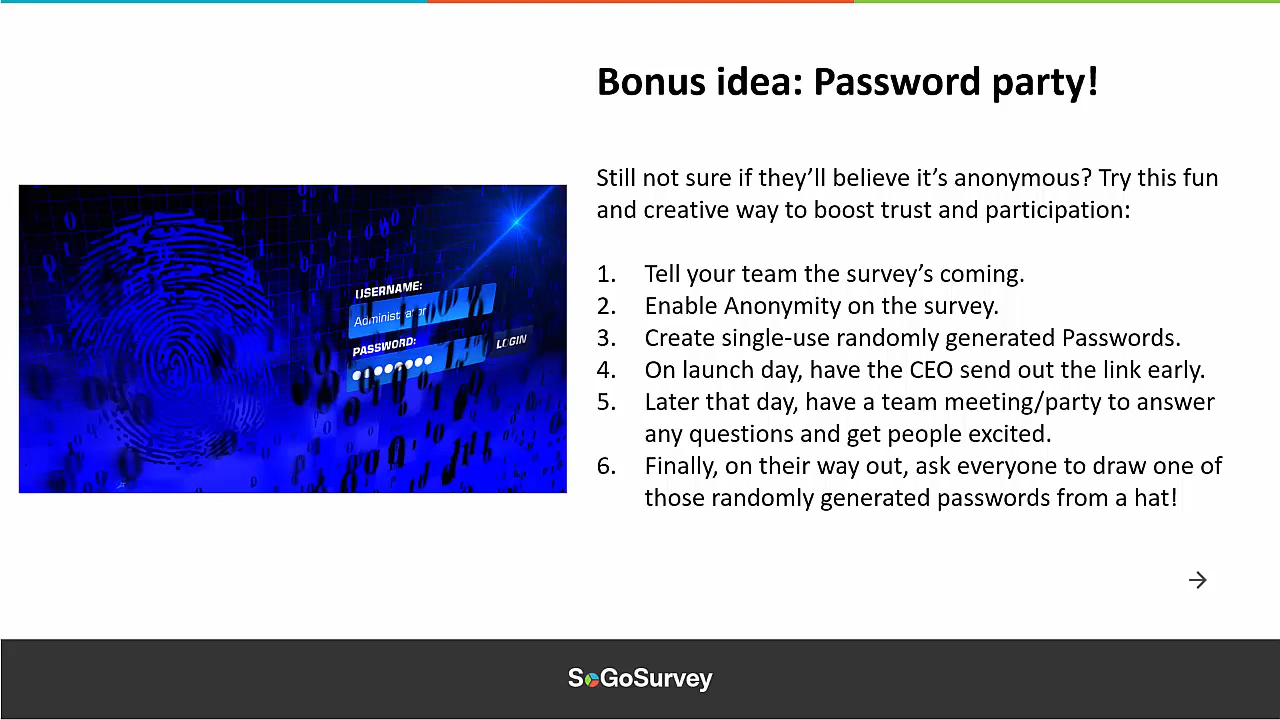 Bonus idea: Password party!
Still not sure if they’ll believe it’s anonymous? Try this fun
and creative way to boost trust and participation:
1. Tell your team the survey’s coming.
2. Enable Anonymity on the survey.
3. Create single-use randomly generated Passwords.
4. On launch day, have the CEO send out the link early.
5. Later that day, have a team meeting/party to answer
any questions and get people excited.
6. Finally, on their way out, ask everyone to draw one of
those randomly generated passwords from a hat!
USERNAME:
Administrator
PASSWORD:
LOGIN
SoGoSurvey